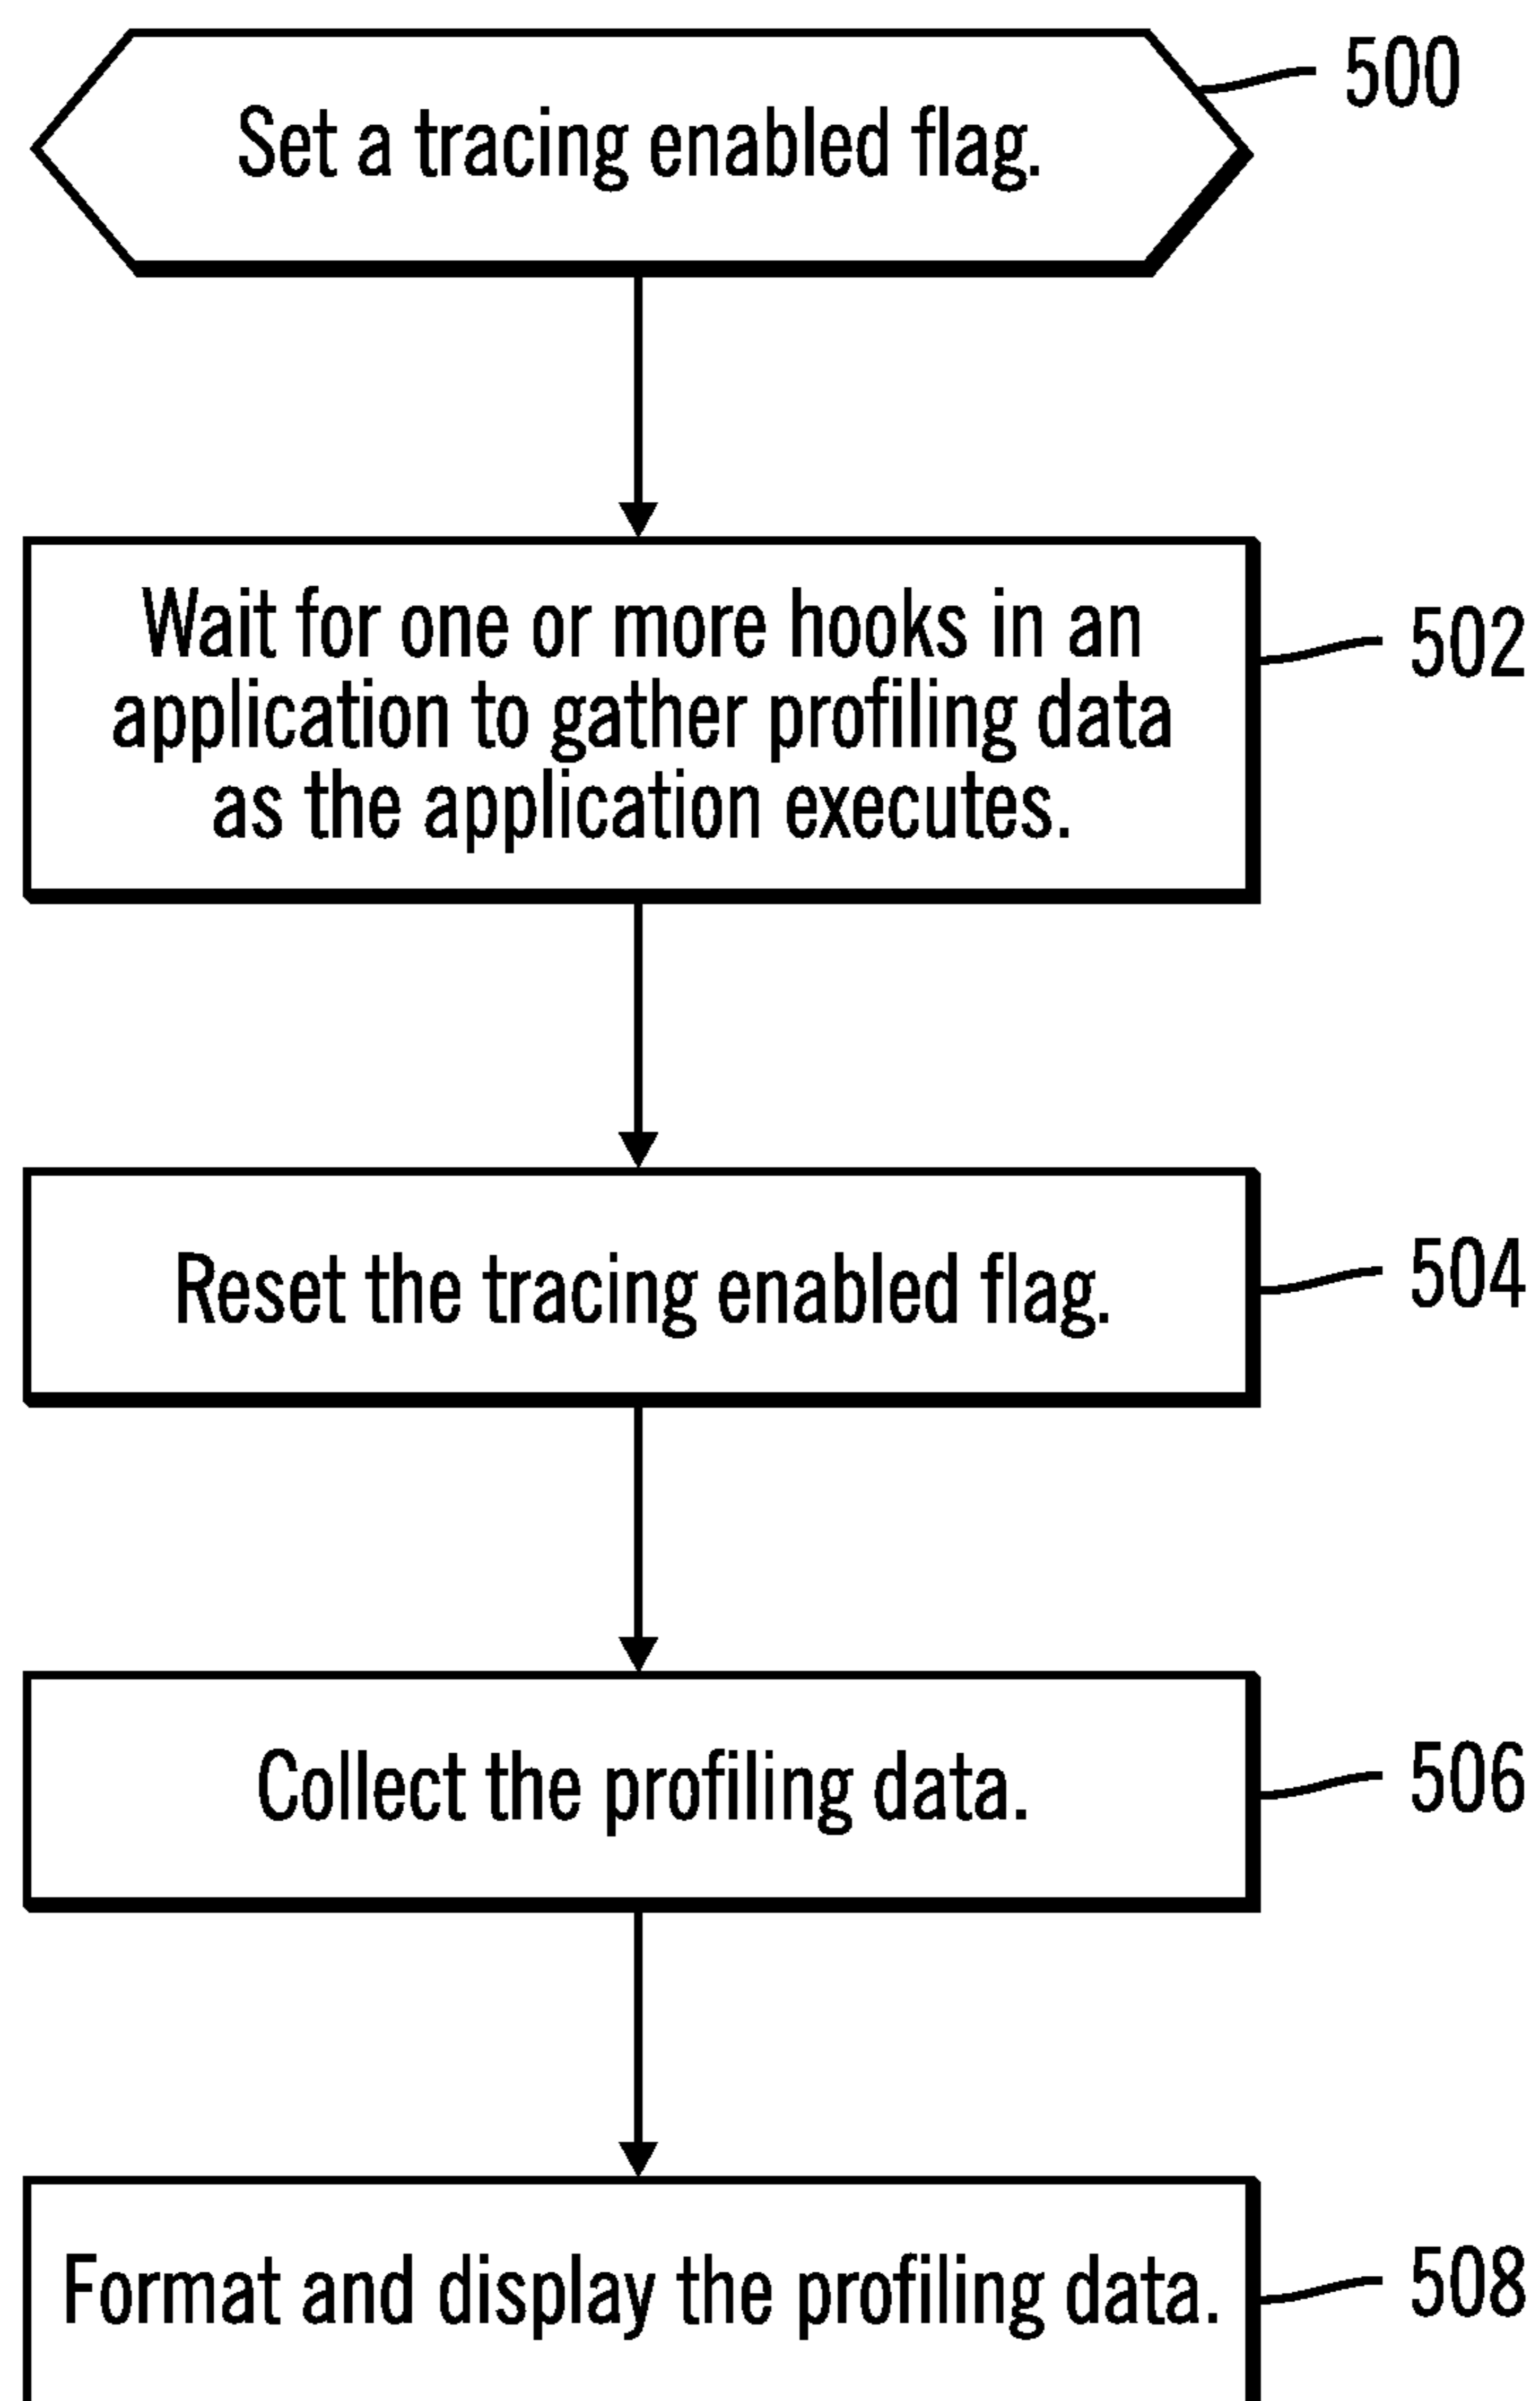 Set a tracing enabled flag.
500
Wait for one or more hooks in an
application to gather profiling data
as the application executes.
502
Reset the tracing enabled flag.
504
Collect the profiling data.
506
Format and display the profiling data.
508